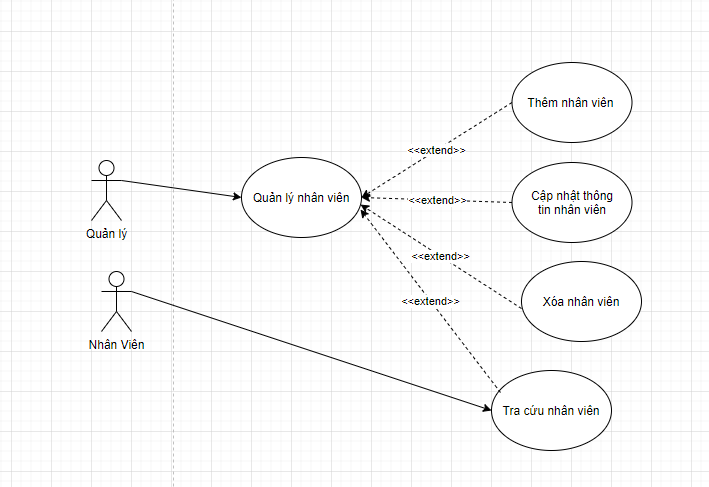 Thêm nhân viên
<<extend>>
Quản lý nhân viên
Cập nhật thông
tin nhân viên
<<extend>>
Quản lý
<<extend>>
Xóa nhân viên
<<extend>>
Nhân Viên
Tra cứu nhân viên